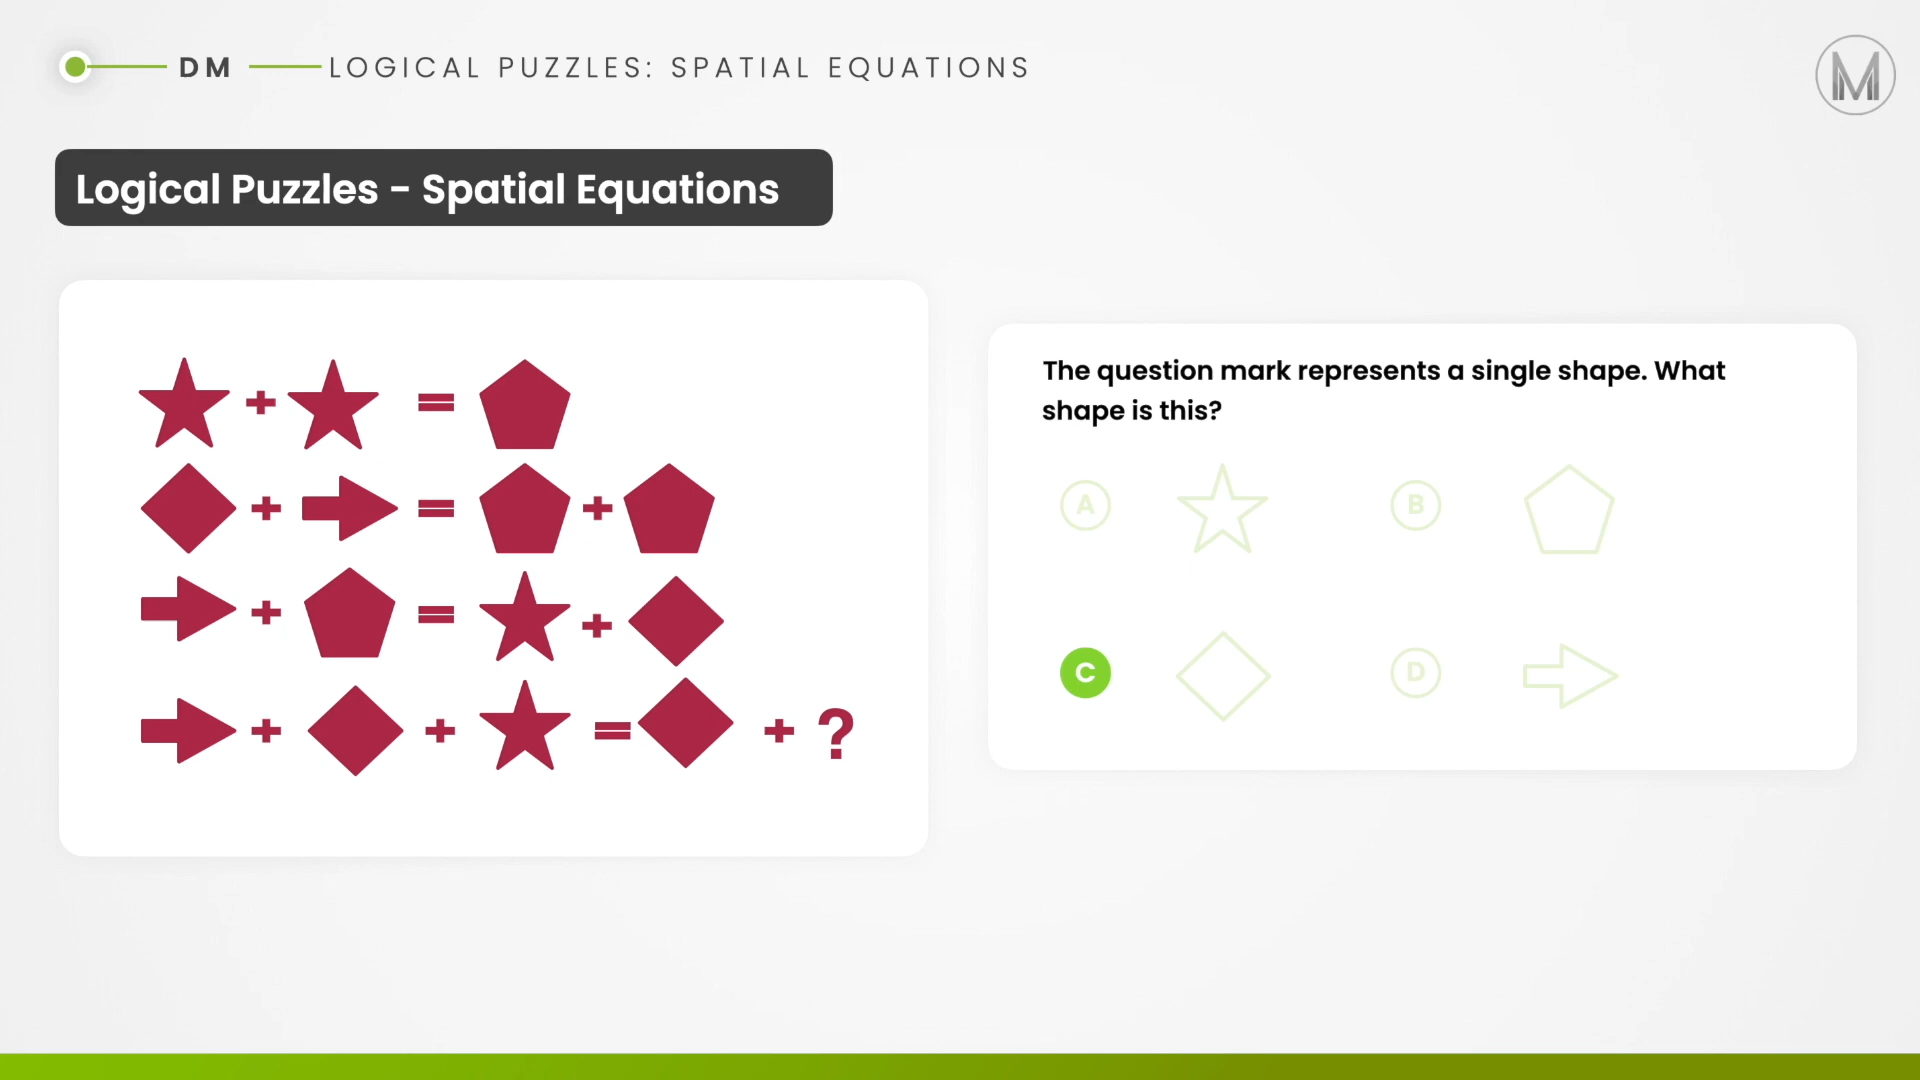 DM
LOGICAL PUZZLES: SPATIAL EQUATIONS
M
Logical Puzzles - Spatial Equations
+ =
+ = +
+ = +
+ + = + ?
The question mark represents a single shape. What
shape is this?
A
B
C
D